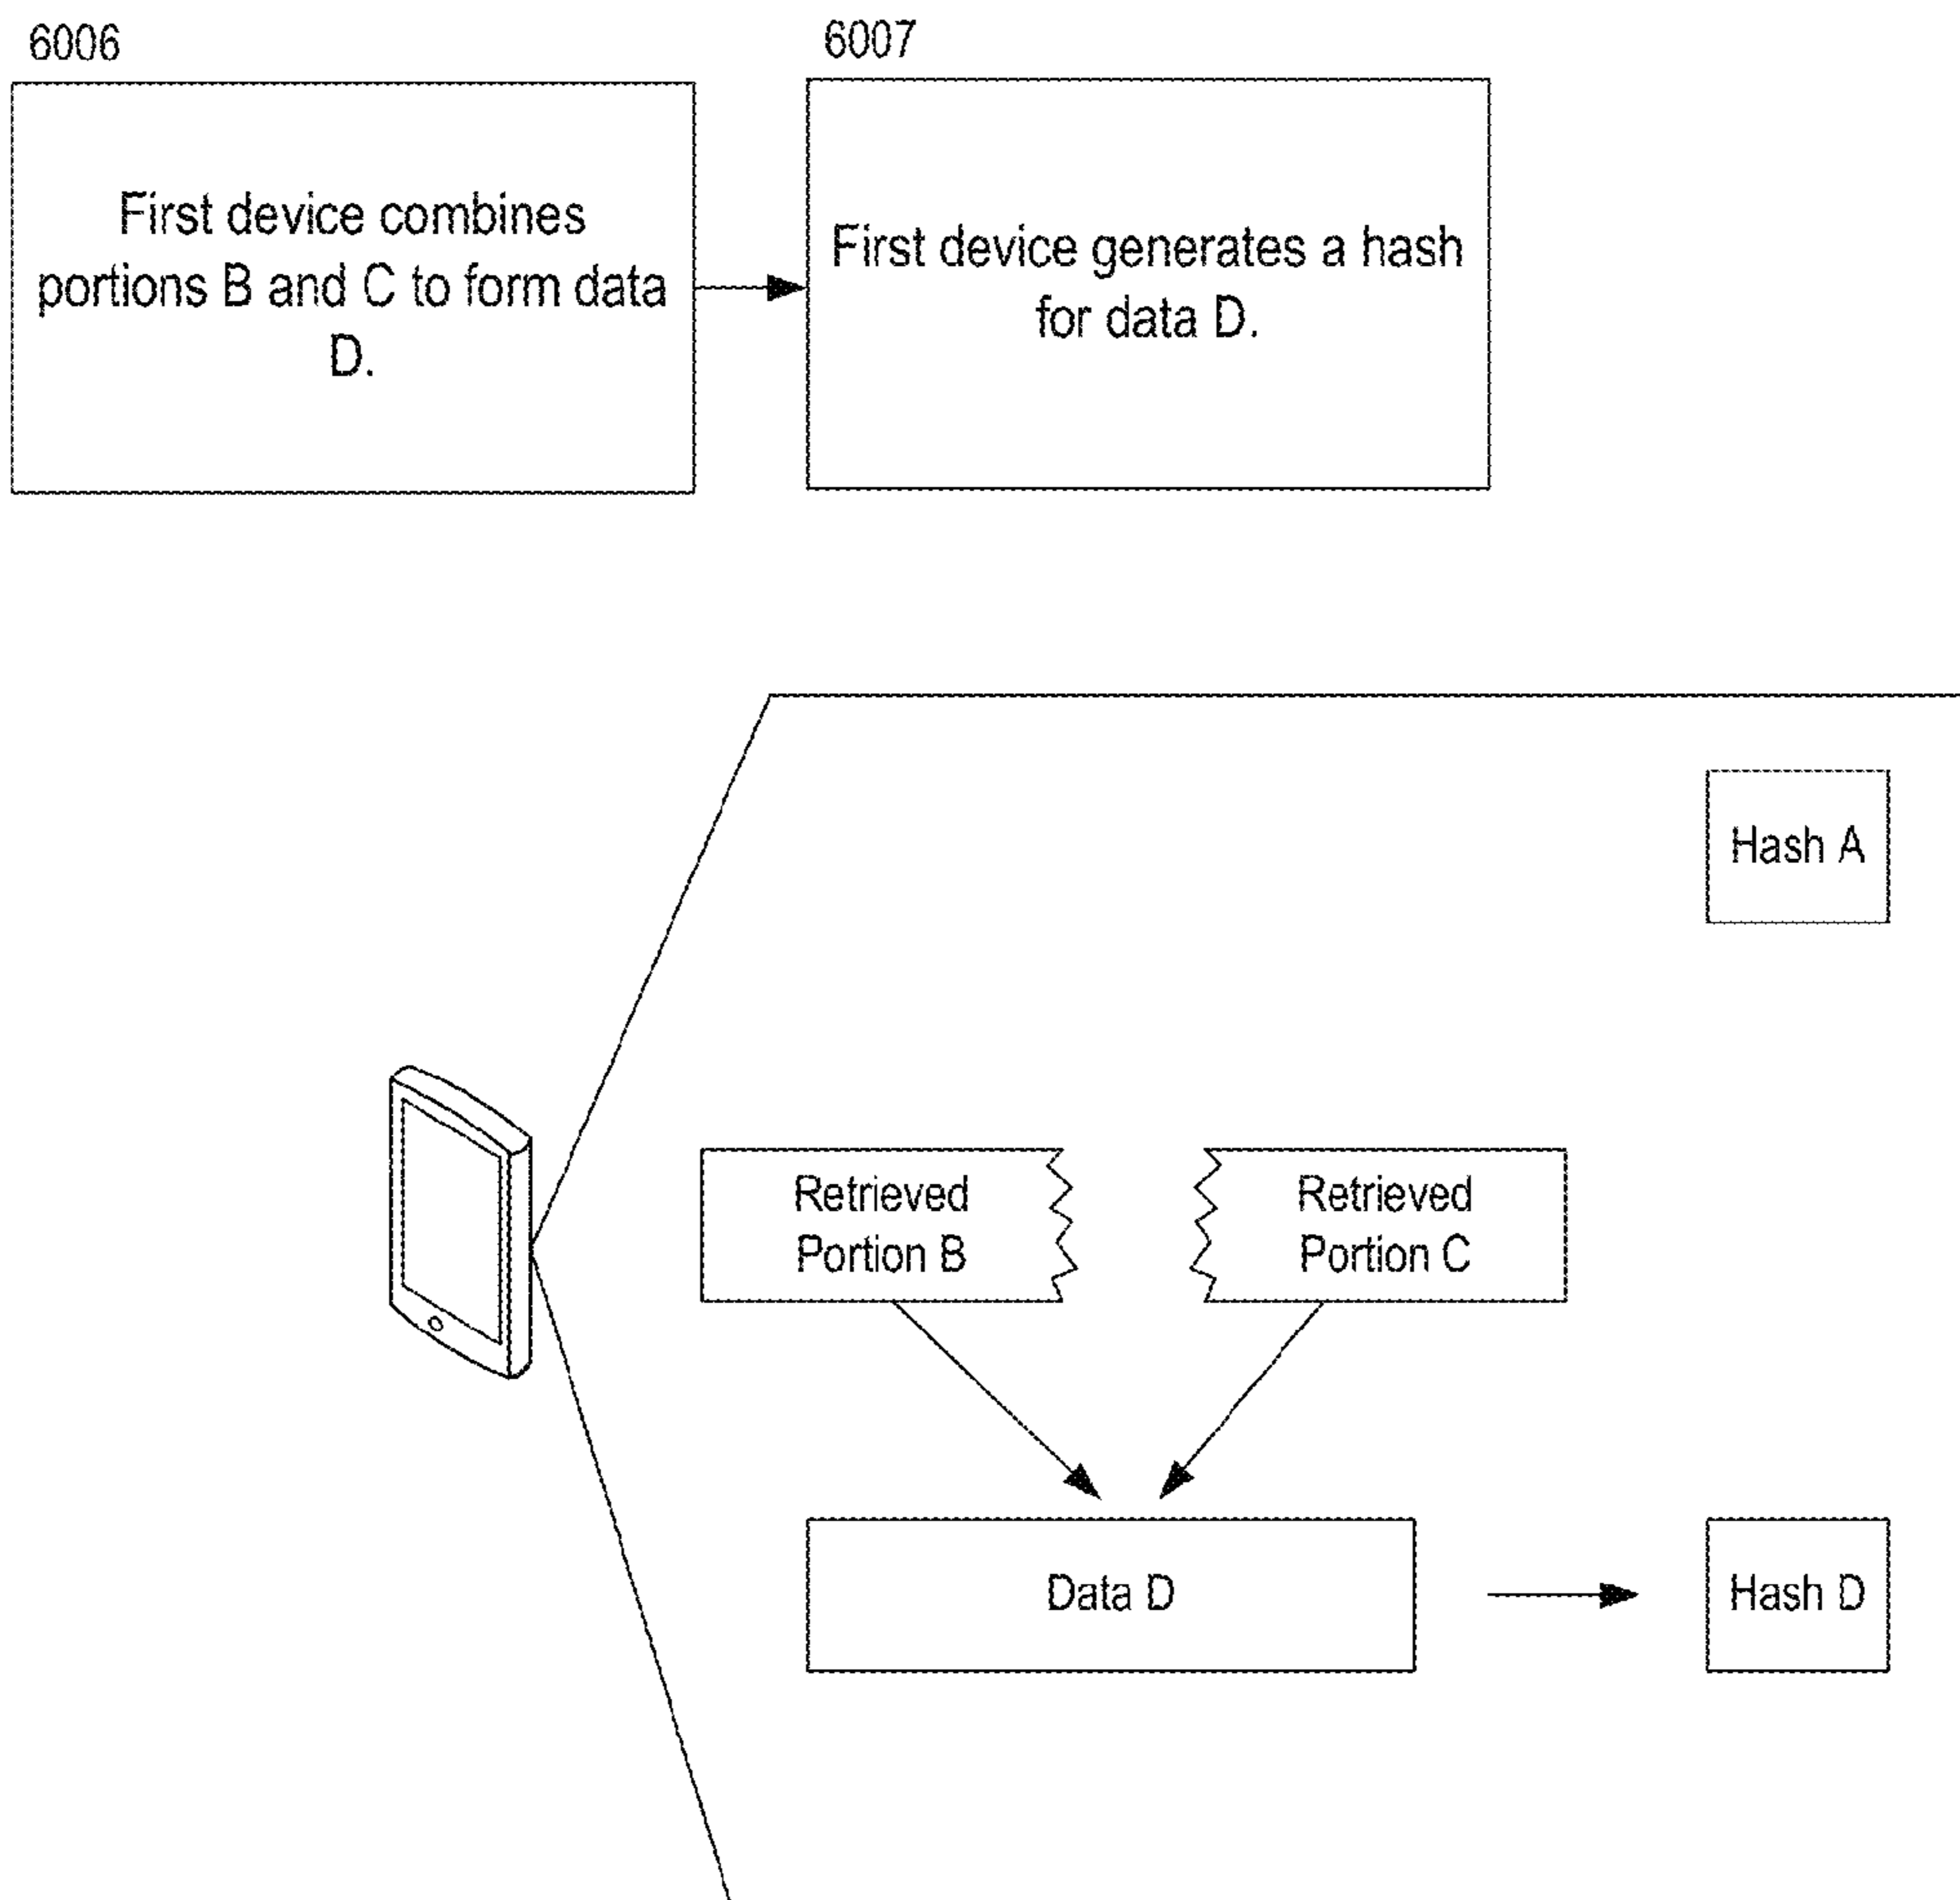 6006
6007
First device combines
portions B and C to form data
D.
First device generates a hash
for data D.
Hash A
Retrieved
Portion B
Retrieved
Portion C
Data D
Hash D